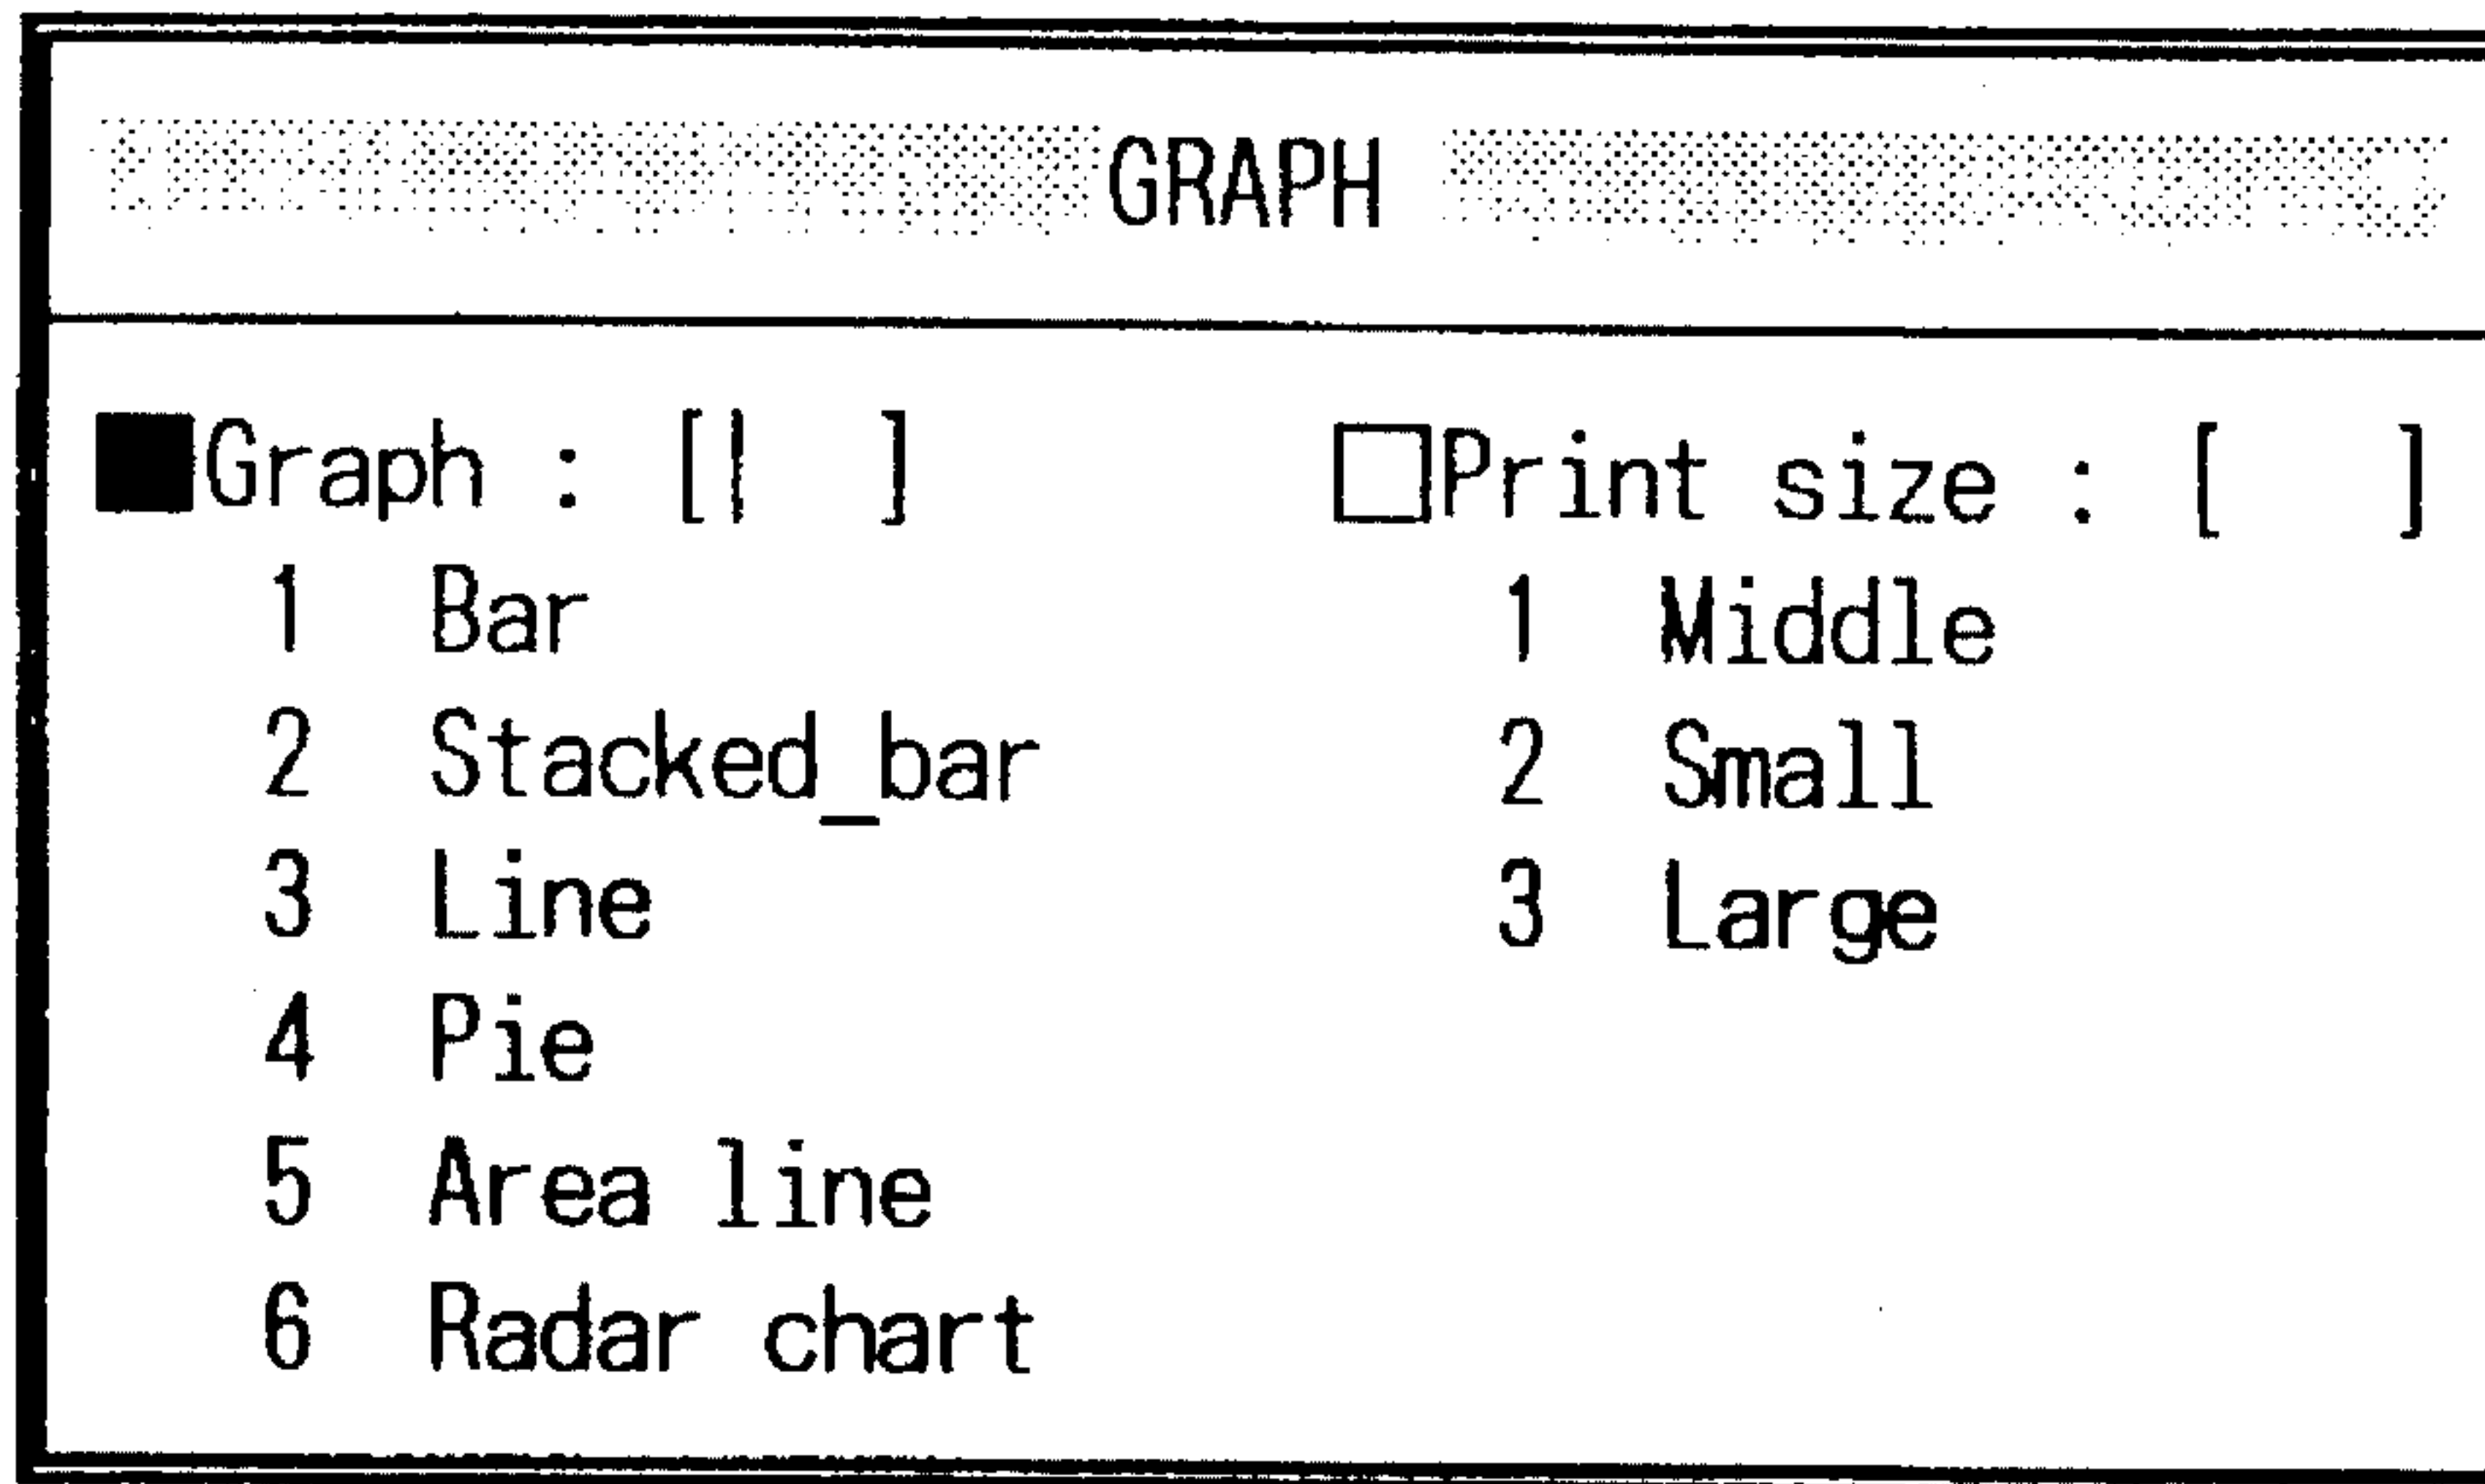 GRAPH
■Graph : [|  ] □Print size : [  ]
1 Bar 1 Middle
2 Stacked_bar 2 Small
3 Line 3 Large
4 Pie
5 Area line
6 Radar chart